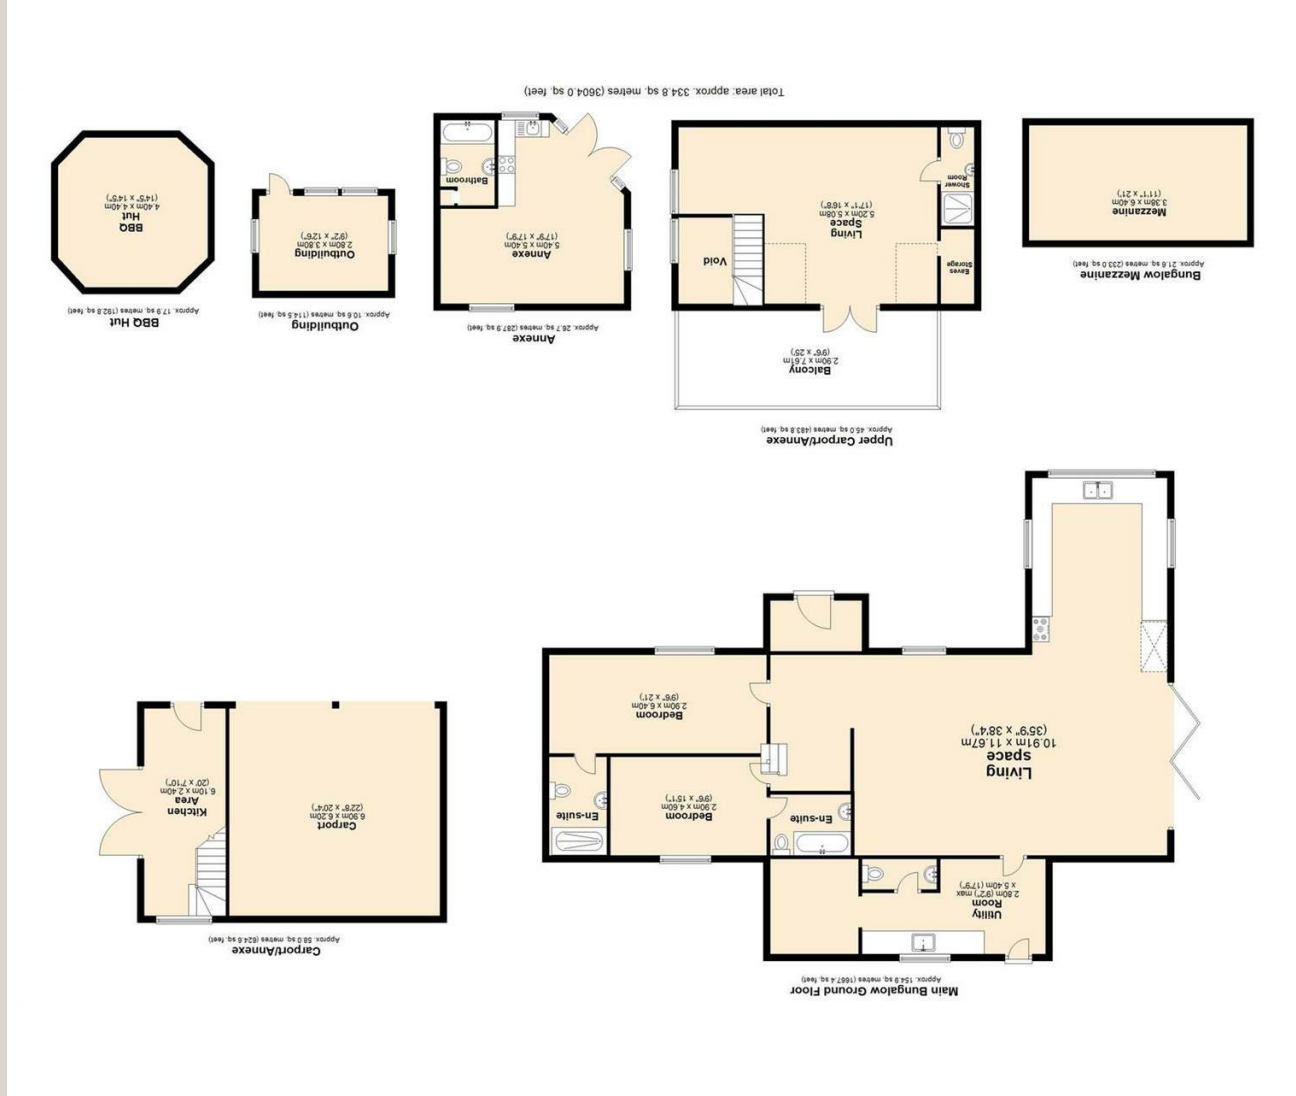 Main Bungalow Ground Floor
Approx. 154.9 sq. metres (1667.4 sq. feet)
Utility
Room
2.80m (9'2") max
x 5.40m (17'9")
En-suite
Bedroom
2.90m x 4.60m
(9'6" x 15'1")
En-suite
Living
space
10.91m x 11.67m
(35'9" x 38'4")
Bedroom
2.90m x 6.40m
(9'6" x 21')
Carport/Annexe
Approx. 58.0 sq. metres (624.6 sq. feet)
Carport
6.90m x 6.20m
(22'8" x 20'4")
Kitchen
Area
6.10m x 2.40m
(20' x 7'10")
Bungalow Mezzanine
Approx. 21.6 sq. metres (233.0 sq. feet)
Mezzanine
3.38m x 6.40m
(11'1" x 21')
Upper Carport/Annexe
Approx. 45.0 sq. metres (483.8 sq. feet)
Balcony
2.90m x 7.61m
(9'6" x 25')
Eaves
Storage
Void
Living
Space
5.20m x 5.08m
(17'1" x 16'8")
Shower
Room
Annexe
Approx. 26.7 sq. metres (287.9 sq. feet)
Annexe
5.40m x 5.40m
(17'9" x 17'9")
Bathroom
Outbuilding
Approx. 10.6 sq. metres (114.5 sq. feet)
Outbuilding
2.80m x 3.80m
(9'2" x 12'6")
BBQ Hut
Approx. 17.9 sq. metres (192.8 sq. feet)
BBQ
Hut
4.40m x 4.40m
(14'5" x 14'5")
Total area: approx. 334.8 sq. metres (3604.0 sq. feet)